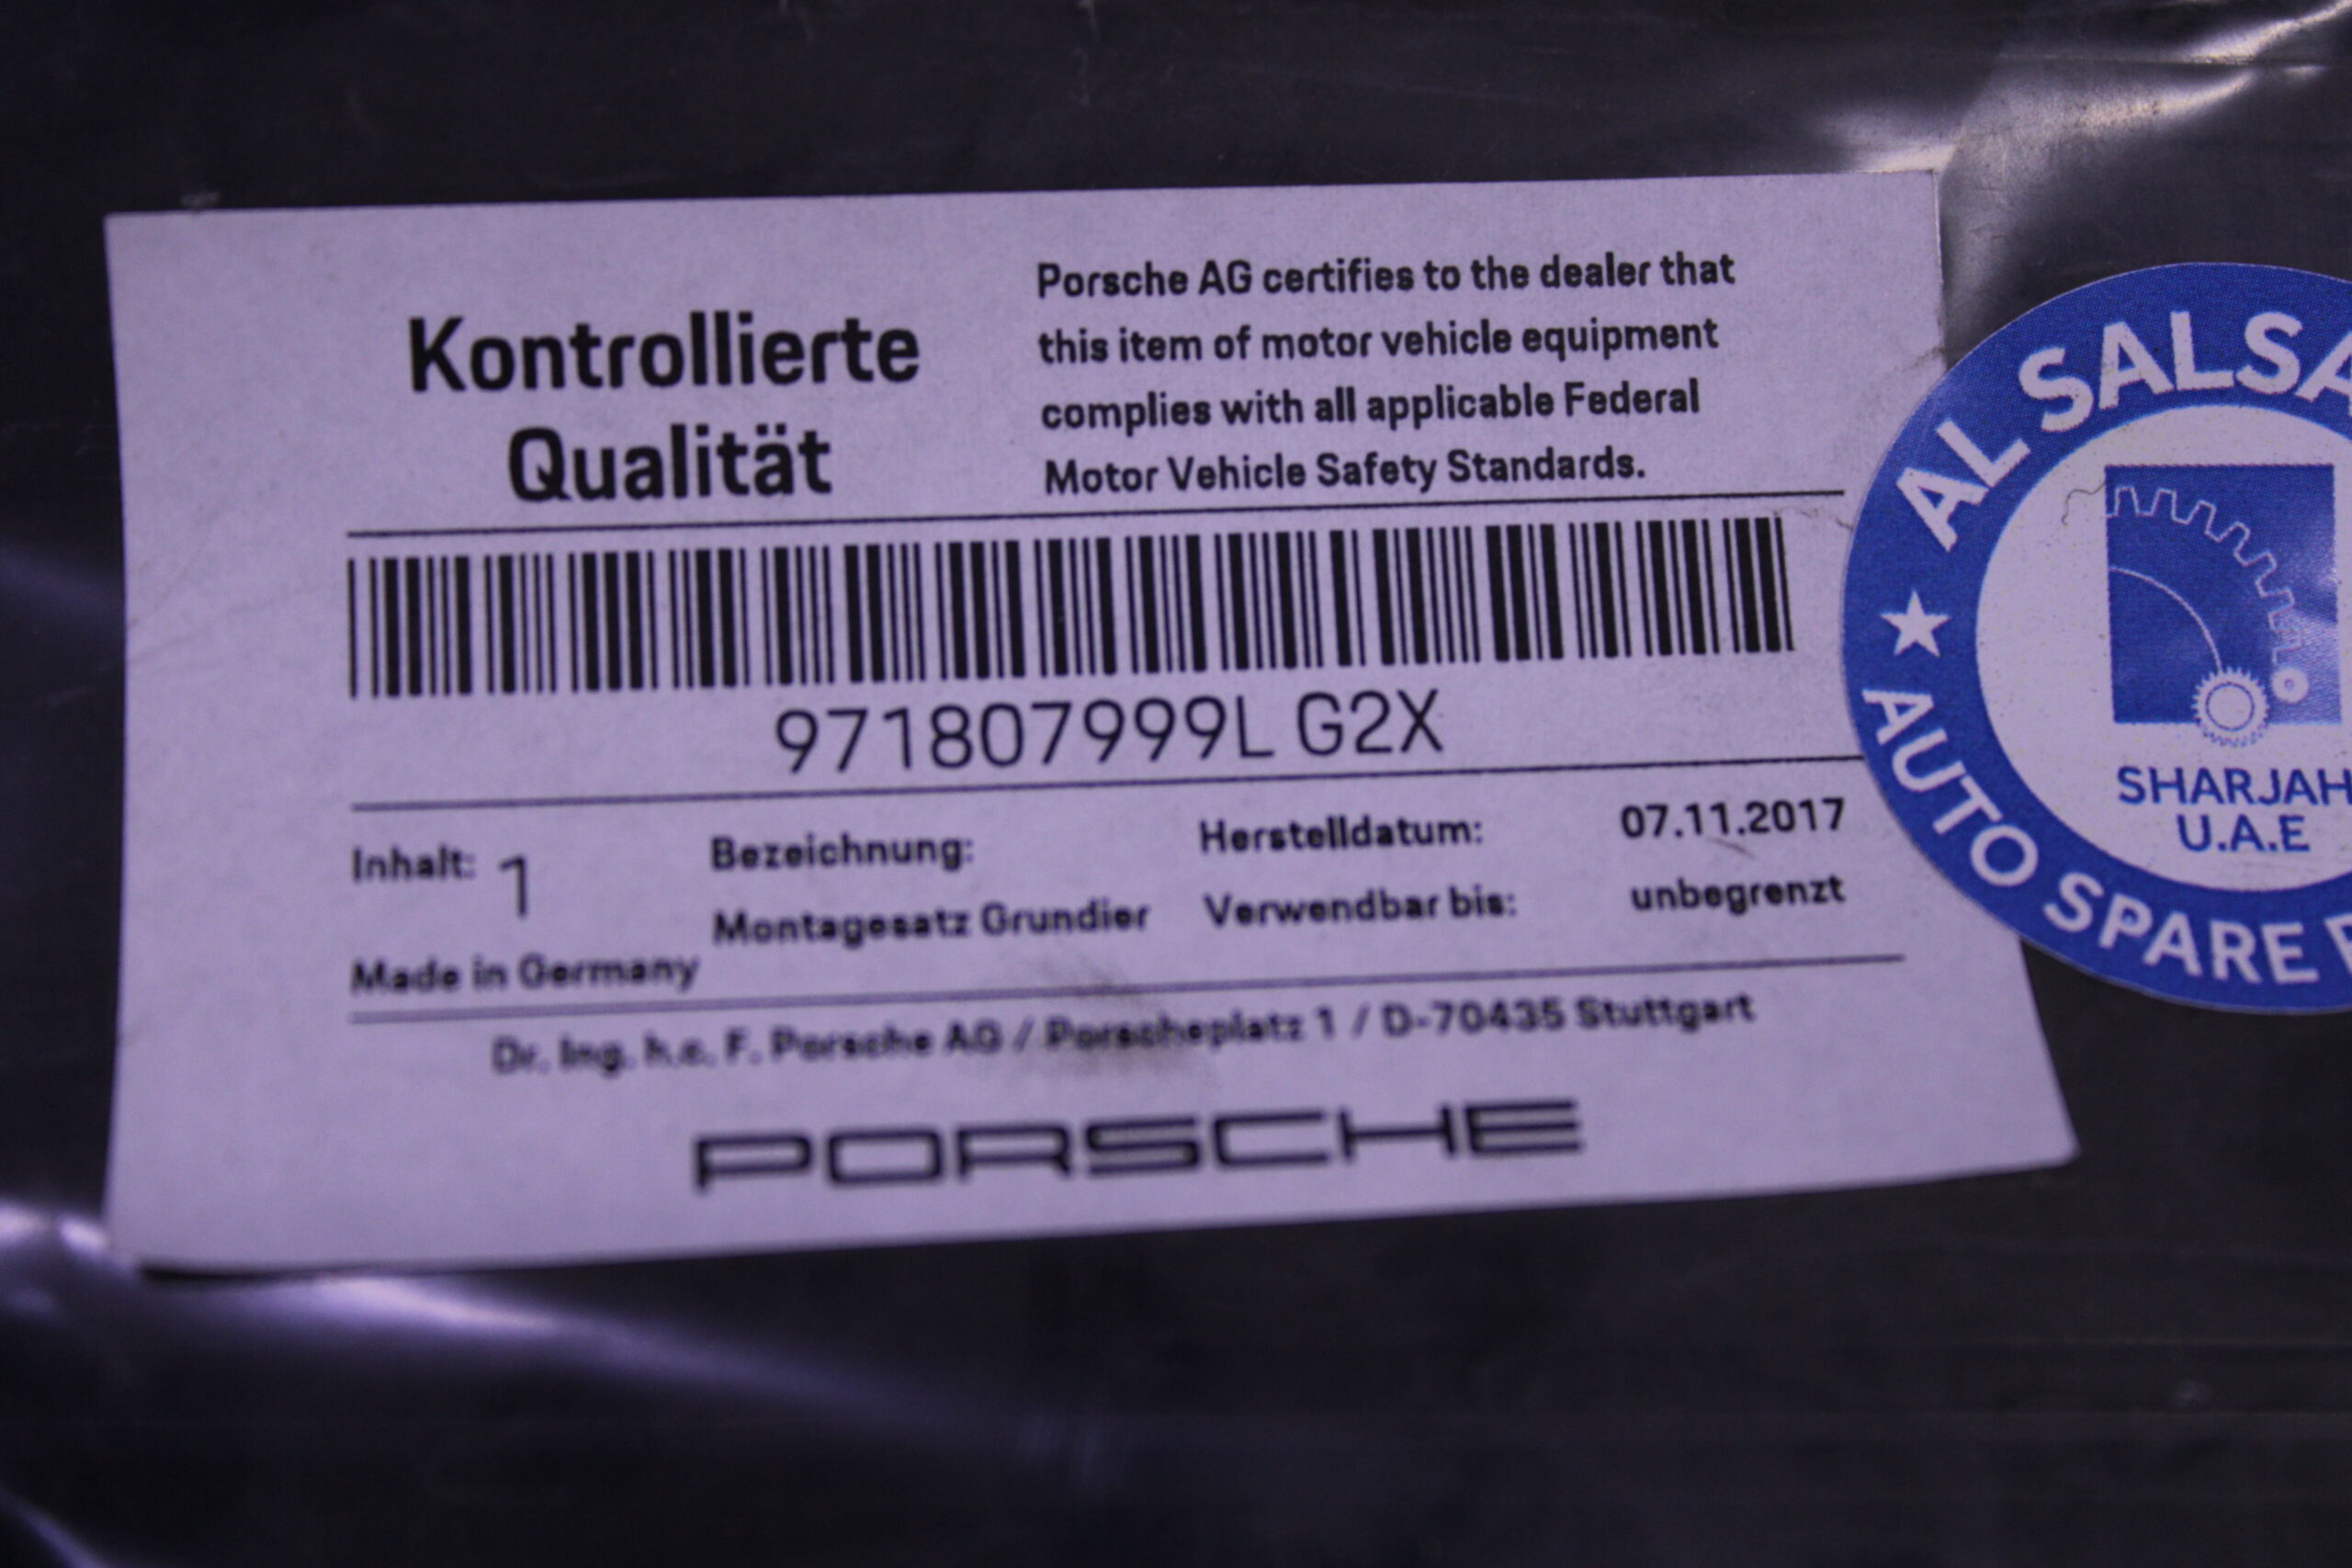 Kontrollierte
Qualität
Porsche AG certifies to the dealer that
this item of motor vehicle equipment
complies with all applicable Federal
Motor Vehicle Safety Standards.
971807999L G2X
Inhalt: 1
Made in Germany
Bezeichnung:
Montagesatz Grundier
Herstelldatum: 07.11.2017
Verwendbar bis: unbegrenzt
Dr. Ing. h.c. F. Porsche AG / Porscheplatz 1 / D-70435 Stuttgart
PORSCHE
AL SALSA
SHARJAH
U.A.E
AUTO SPARE